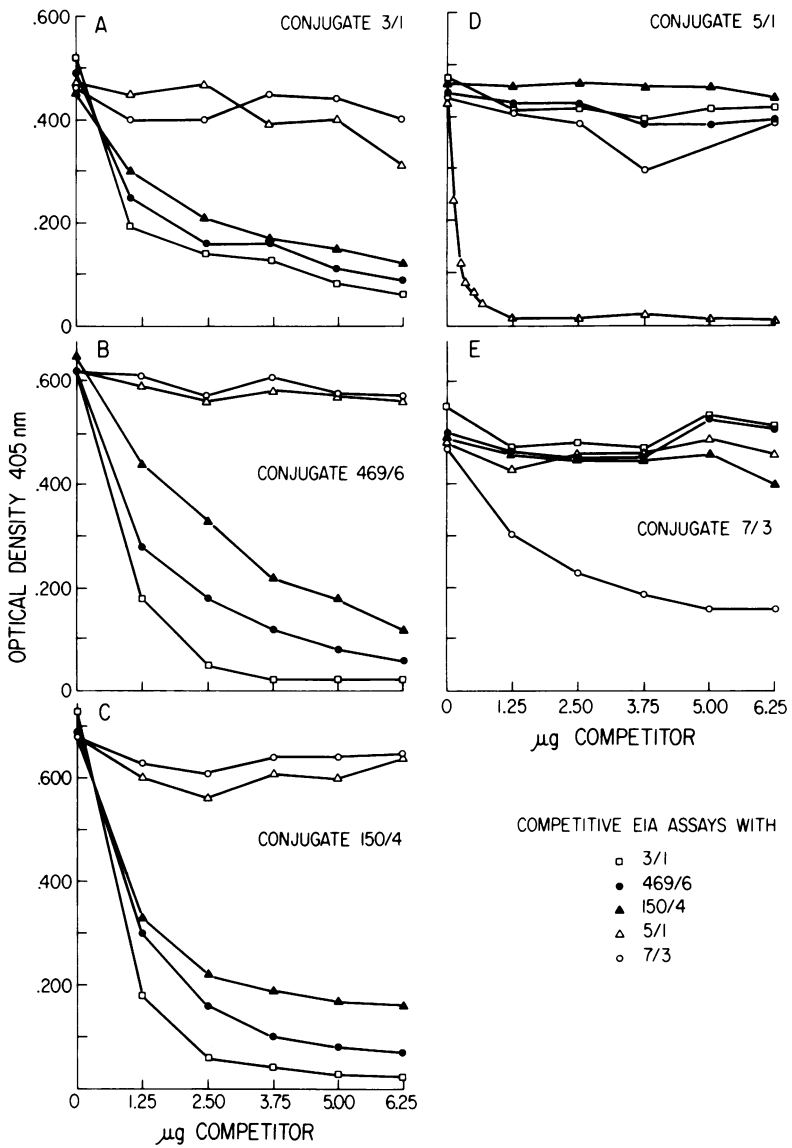 A
CONJUGATE 3/1
.600
.400
.200
0
B
CONJUGATE 469/6
.600
.400
.200
0
OPTICAL DENSITY 405 nm
C
CONJUGATE 150/4
.600
.400
.200
0 1.25 2.50 3.75 5.00 6.25
µg COMPETITOR
D
CONJUGATE 5/1
E
CONJUGATE 7/3
0 1.25 2.50 3.75 5.00 6.25
µg COMPETITOR
COMPETITIVE EIA ASSAYS WITH
3/1
469/6
150/4
5/1
7/3